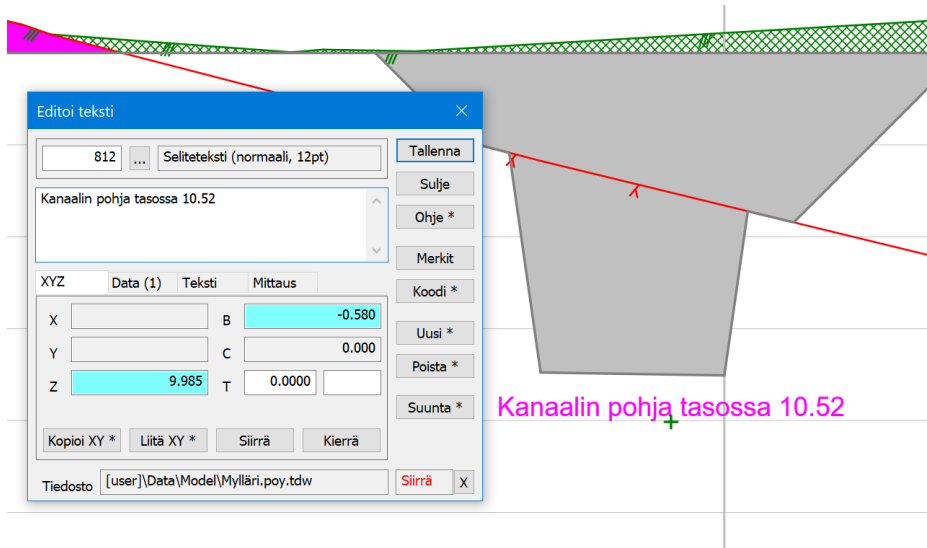 Editoi teksti
812 ... Seliteteksti (normaali, 12pt) Tallenna
Sulje
Kanaalin pohja tasossa 10.52
Ohje *
Merkit
XYZ Data (1) Teksti Mittaus
Koodi *
X B -0.580
Uusi *
Y C 0.000
Poista *
Z 9.985 T 0.0000
Suunta *
Kanaalin pohja tasossa 10.52
Kopioi XY * Liitä XY * Siirrä Kierrä
Tiedosto [user]\Data\Model\Mylläri.poy.tdw Siirrä X